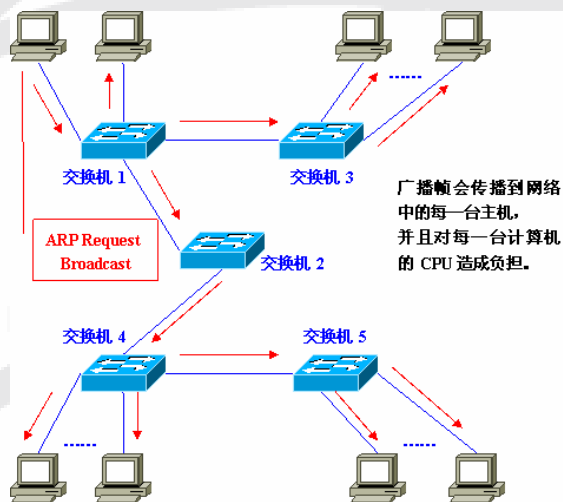 ......
交换机 1
交换机 3
广播帧会传播到网络
中的每一台主机，
并且对每一台计算机
的 CPU 造成负担。
ARP Request
Broadcast
交换机 2
交换机 4
交换机 5
......
......